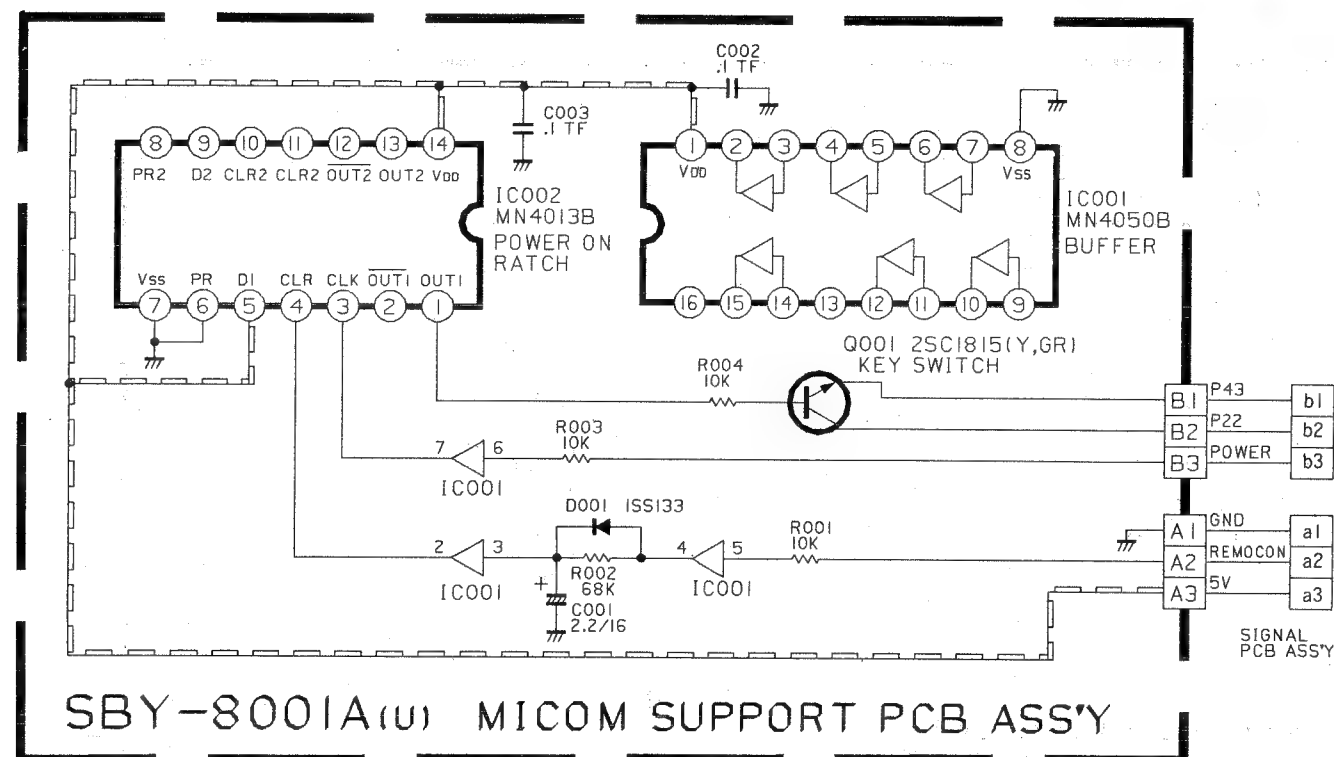 C002
.1 TF
C003
.1 TF
8 9 10 11 12 13 14
PR2 D2 CLR2 CLR2 OUT2 OUT2 VDD
IC002
MN4013B
POWER ON
RATCH
VSS PR D1 CLR CLK OUT1 OUT1
7 6 5 4 3 2 1
1 2 3 4 5 6 7 8
VDD VSS
IC001
MN4050B
BUFFER
16 15 14 13 12 11 10 9
Q001 2SC1815(Y,GR)
KEY SWITCH
R004
10K
B1 P43 b1
B2 P22 b2
B3 POWER b3
R003
10K
7 6
IC001
D001 1SS133
R001
10K
2 3
IC001
R002
68K
4 5
IC001
+
C001
2.2/16
A1 GND a1
A2 REMOCON a2
A3 5V a3
SIGNAL
PCB ASS'Y
SBY-8001A(U) MICOM SUPPORT PCB ASS'Y